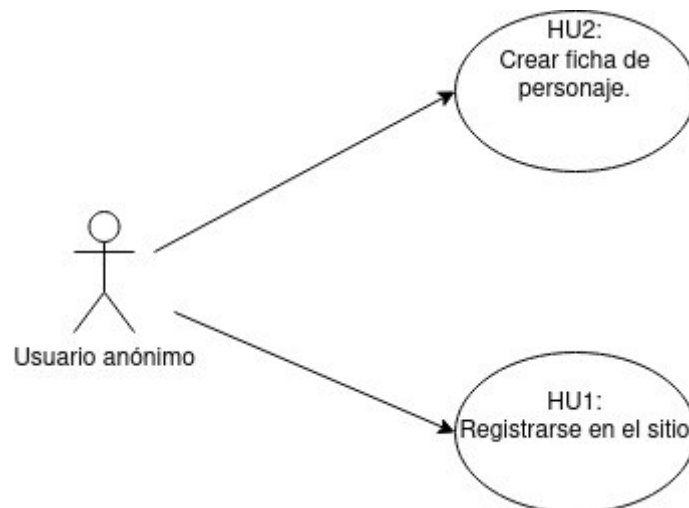 HU2:
Crear ficha de
personaje.
Usuario anónimo
HU1:
Registrarse en el sitio